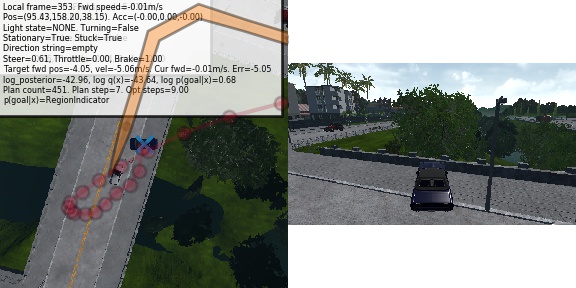 Local frame=353. Fwd speed=-0.01m/s
Pos=(95.43,158.20,38.15). Acc=(-0.00,0.00,-0.00)
Light state=NONE. Turning=False
Stationary=True. Stuck=True
Direction string=empty
Steer=0.61, Throttle=0.00, Brake=1.00
Target fwd pos=-4.05, vel=-5.06m/s. Cur fwd=-0.01m/s. Err=-5.05
log_posterior=-42.96, log q(x)=-43.64, log p(goal|x)=0.68
Plan count=451. Plan step=7. Opt steps=9.00
p(goal|x)=RegionIndicator